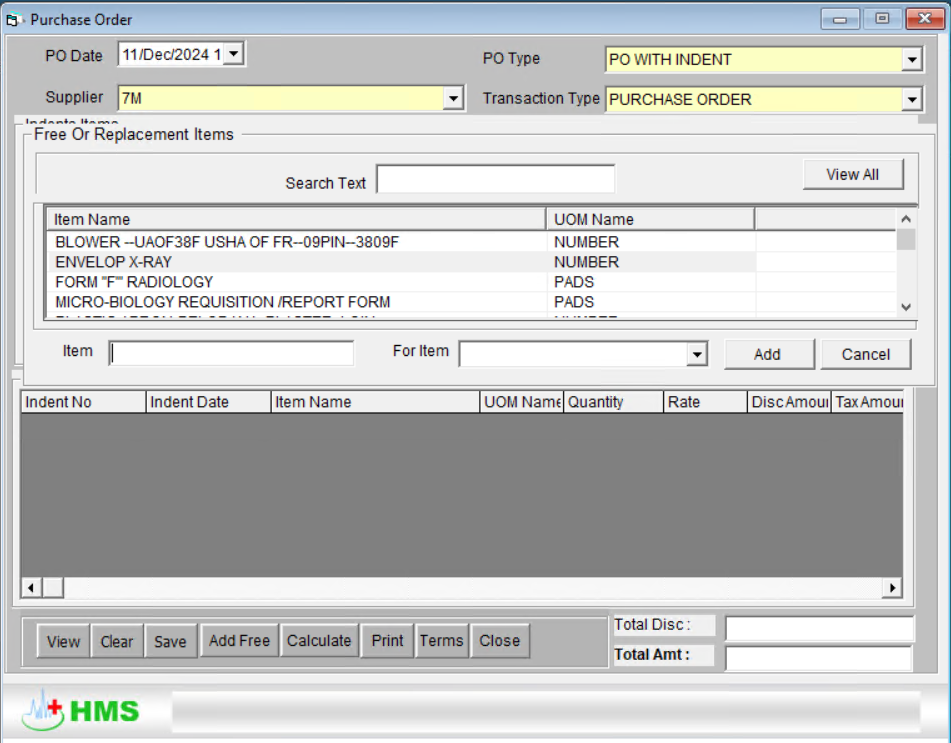 Purchase Order
PO Date 11/Dec/2024 1
PO Type PO WITH INDENT
Supplier 7M
Transaction Type PURCHASE ORDER
Indents Items
Free Or Replacement Items
Search Text
View All
Item Name UOM Name
BLOWER --UAOF38F USHA OF FR--09PIN--3809F NUMBER
ENVELOP X-RAY NUMBER
FORM "F'" RADIOLOGY PADS
MICRO-BIOLOGY REQUISITION /REPORT FORM PADS
Item
For Item
Add Cancel
Indent No Indent Date Item Name UOM Name Quantity Rate Disc Amour Tax Amour
View Clear Save Add Free Calculate Print Terms Close
Total Disc :
Total Amt :
HMS